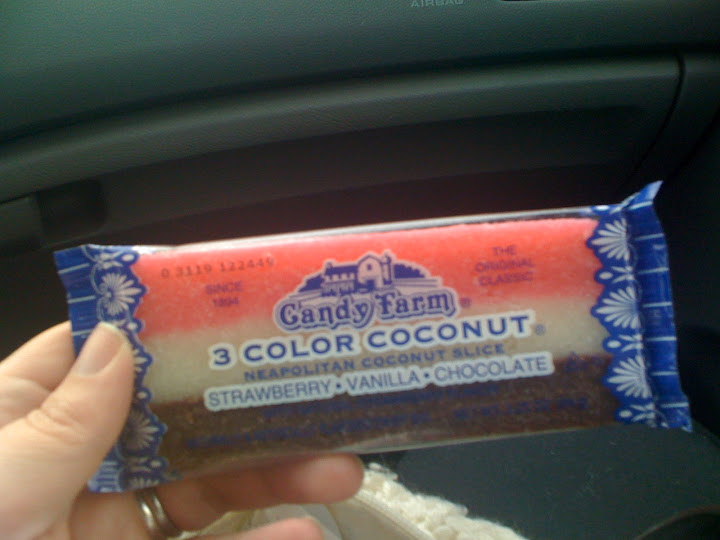 AIRBAG
0 3119 122449
SINCE
1894
THE
ORIGINAL
CLASSIC
Candy Farm®
3 COLOR COCONUT®
NEAPOLITAN COCONUT SLICE
STRAWBERRY • VANILLA • CHOCOLATE